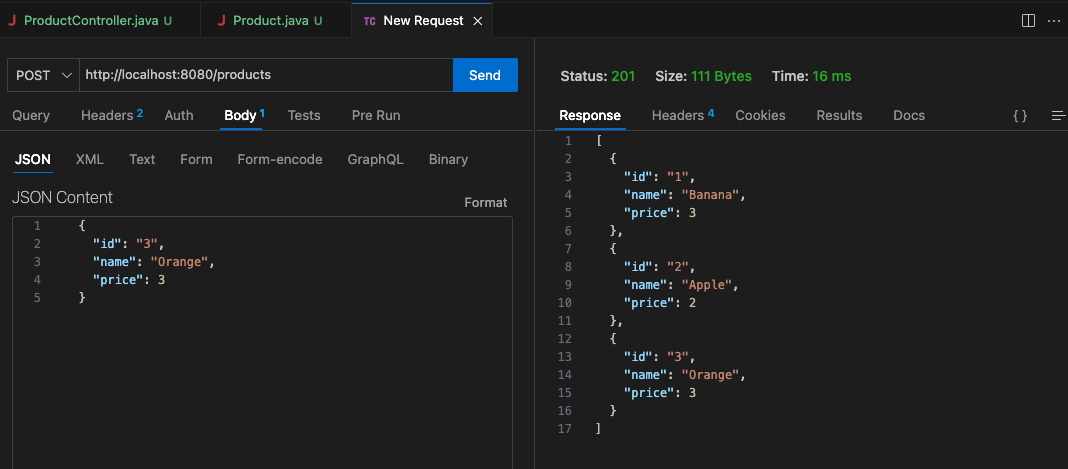 J ProductController.java U J Product.java U TC New Request ×
POST http://localhost:8080/products Send
Query Headers 2 Auth Body 1 Tests Pre Run
JSON XML Text Form Form-encode GraphQL Binary
JSON Content
Format
1 {
2 "id": "3",
3 "name": "Orange",
4 "price": 3
5 }
Status: 201 Size: 111 Bytes Time: 16 ms
Response Headers 4 Cookies Results Docs {}
1 [
2 {
3 "id": "1",
4 "name": "Banana",
5 "price": 3
6 },
7 {
8 "id": "2",
9 "name": "Apple",
10 "price": 2
11 },
12 {
13 "id": "3",
14 "name": "Orange",
15 "price": 3
16 }
17 ]